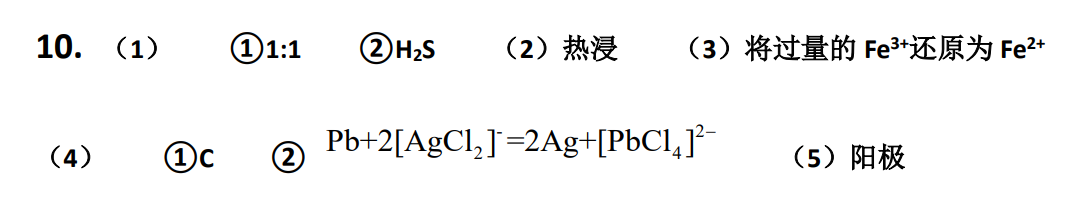 10. （1） ①1:1 ②H₂S （2）热浸 （3）将过量的 Fe³⁺还原为 Fe²⁺
（4） ①C ② Pb+2[AgCl₂]⁻=2Ag+[PbCl₄]²⁻ （5）阳极